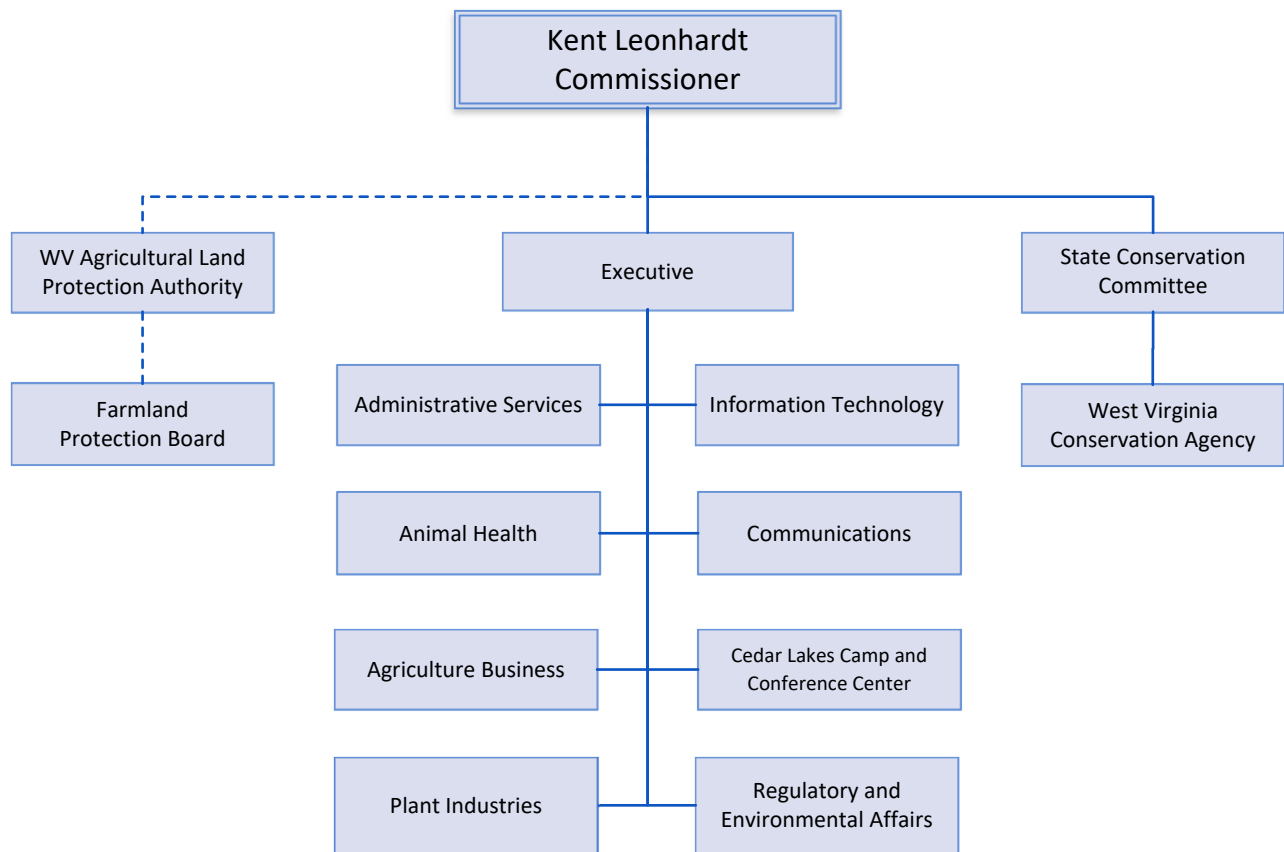 Kent Leonhardt
Commissioner
WV Agricultural Land
Protection Authority
Executive
State Conservation
Committee
Farmland
Protection Board
Administrative Services
Information Technology
West Virginia
Conservation Agency
Animal Health
Communications
Agriculture Business
Cedar Lakes Camp and
Conference Center
Plant Industries
Regulatory and
Environmental Affairs